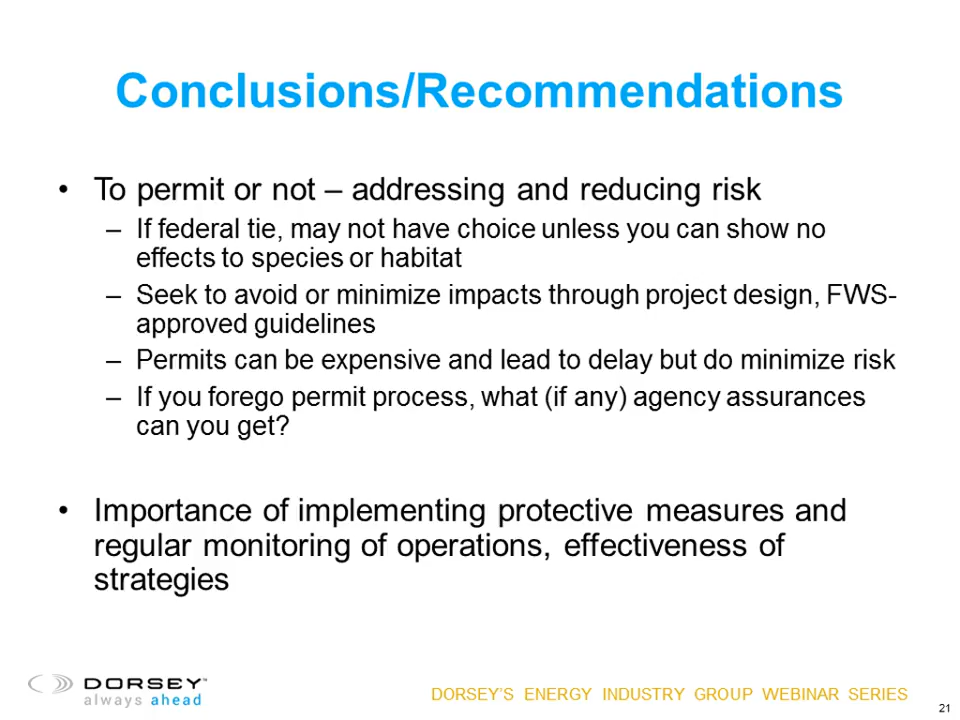 Conclusions/Recommendations
• To permit or not – addressing and reducing risk
– If federal tie, may not have choice unless you can show no
effects to species or habitat
– Seek to avoid or minimize impacts through project design, FWS-
approved guidelines
– Permits can be expensive and lead to delay but do minimize risk
– If you forego permit process, what (if any) agency assurances
can you get?
• Importance of implementing protective measures and
regular monitoring of operations, effectiveness of
strategies
DORSEY™
always ahead
DORSEY'S ENERGY INDUSTRY GROUP WEBINAR SERIES
21